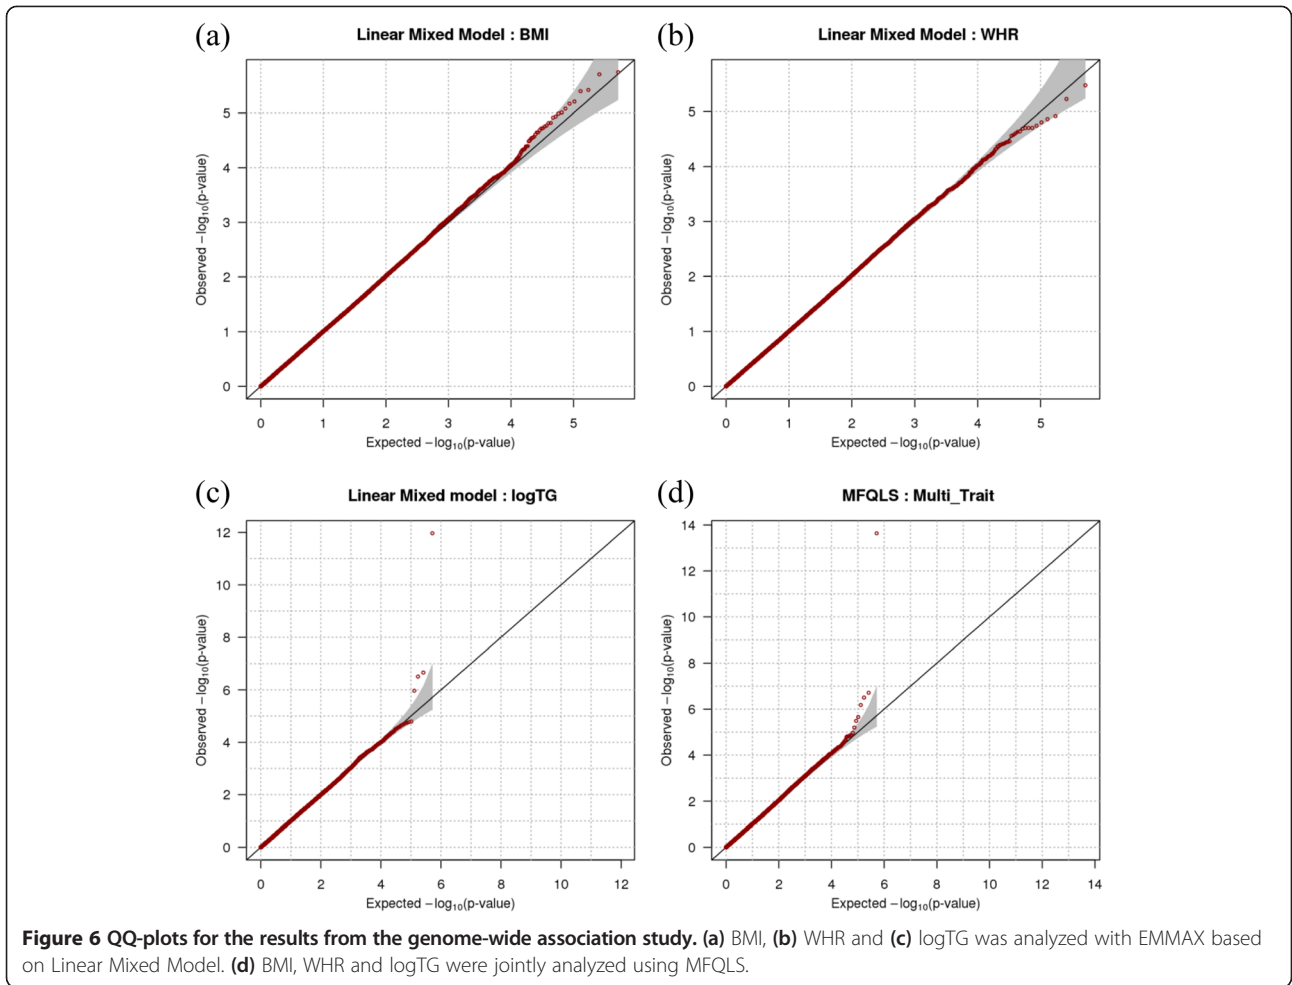 (a)
Linear Mixed Model : BMI
Observed −log10(p-value)
5
4
3
2
1
0
0 1 2 3 4 5
Expected −log10(p-value)
(b)
Linear Mixed Model : WHR
Observed −log10(p-value)
5
4
3
2
1
0
0 1 2 3 4 5
Expected −log10(p-value)
(c)
Linear Mixed model : logTG
Observed −log10(p-value)
12
10
8
6
4
2
0
0 2 4 6 8 10 12
Expected −log10(p-value)
(d)
MFQLS : Multi_Trait
Observed −log10(p-value)
14
12
10
8
6
4
2
0
0 2 4 6 8 10 12 14
Expected −log10(p-value)
Figure 6 QQ-plots for the results from the genome-wide association study. (a) BMI, (b) WHR and (c) logTG was analyzed with EMMAX based
on Linear Mixed Model. (d) BMI, WHR and logTG were jointly analyzed using MFQLS.